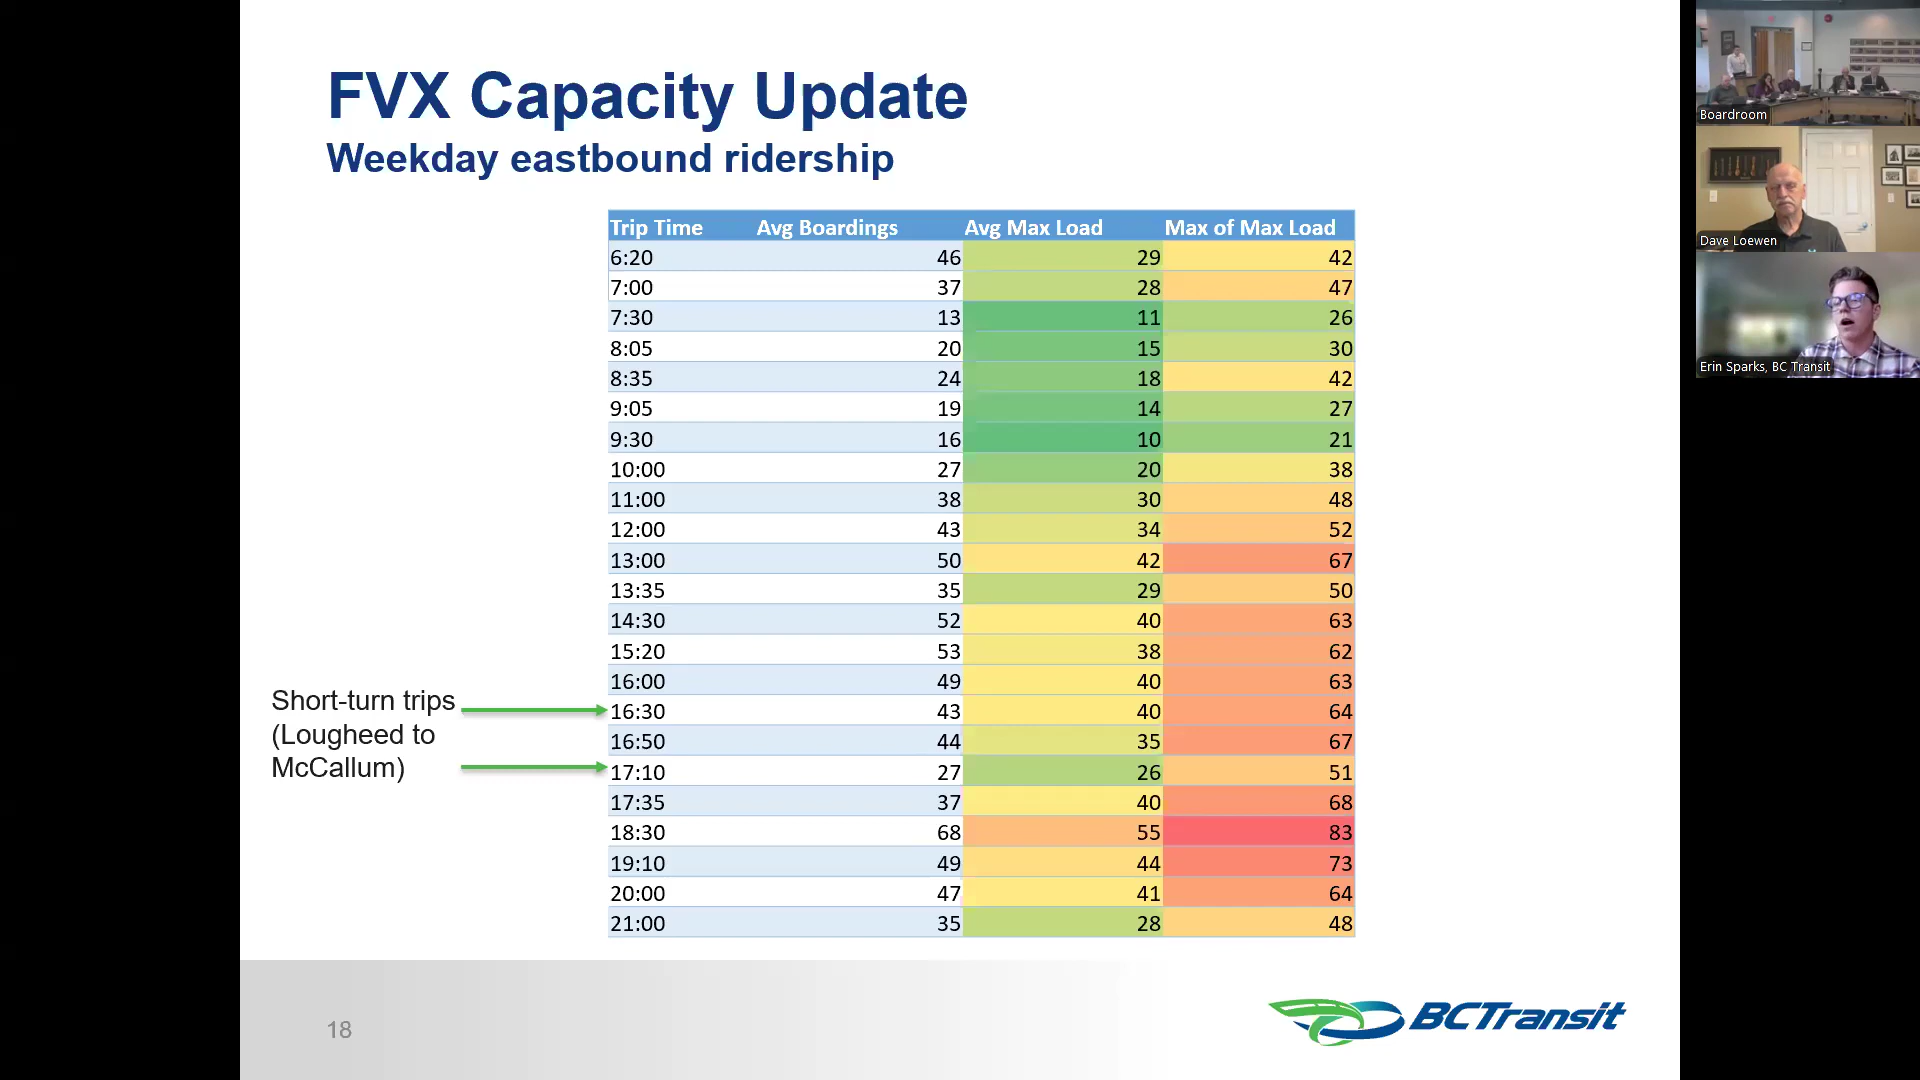 FVX Capacity Update
Weekday eastbound ridership
Trip Time Avg Boardings Avg Max Load Max of Max Load
6:20 46 29 42
7:00 37 28 47
7:30 13 11 26
8:05 20 15 30
8:35 24 18 42
9:05 19 14 27
9:30 16 10 21
10:00 27 20 38
11:00 38 30 48
12:00 43 34 52
13:00 50 42 67
13:35 35 29 50
14:30 52 40 63
15:20 53 38 62
16:00 49 40 63
16:30 43 40 64
16:50 44 35 67
17:10 27 26 51
17:35 37 40 68
18:30 68 55 83
19:10 49 44 73
20:00 47 41 64
21:00 35 28 48
Short-turn trips
(Lougheed to
McCallum)
18
BCTransit
Boardroom
Dave Loewen
Erin Sparks, BC Transit